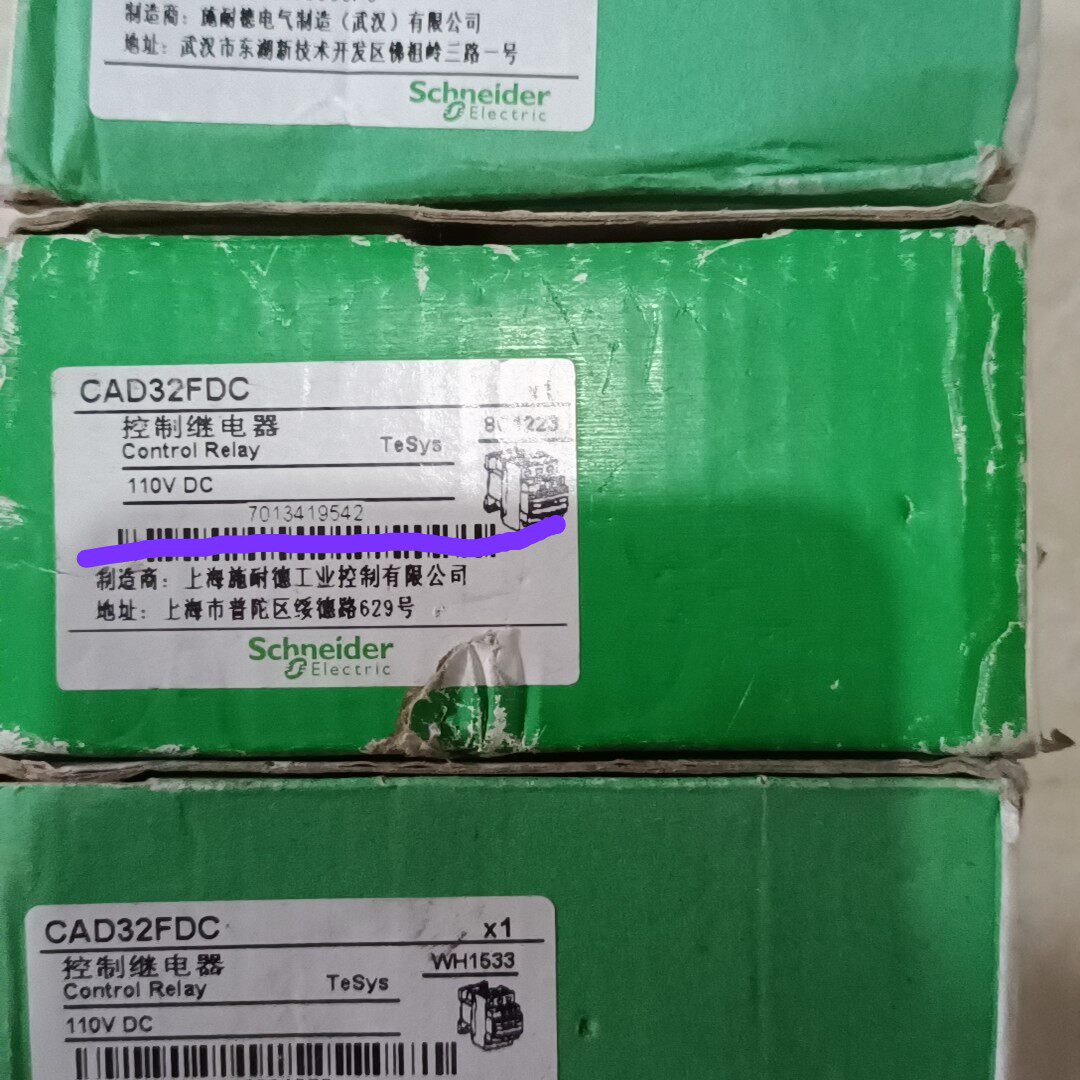 制造商：施耐德电气制造（武汉）有限公司
地址：武汉市东湖新技术开发区佛祖岭三路一号
Schneider
Electric
CAD32FDC
x1
控制继电器
Control Relay
TeSys
110V DC
7013419542
制造商：上海施耐德工业控制有限公司
地址：上海市普陀区绥德路629号
Schneider
Electric
CAD32FDC
x1
控制继电器
WH1533
Control Relay
TeSys
110V DC